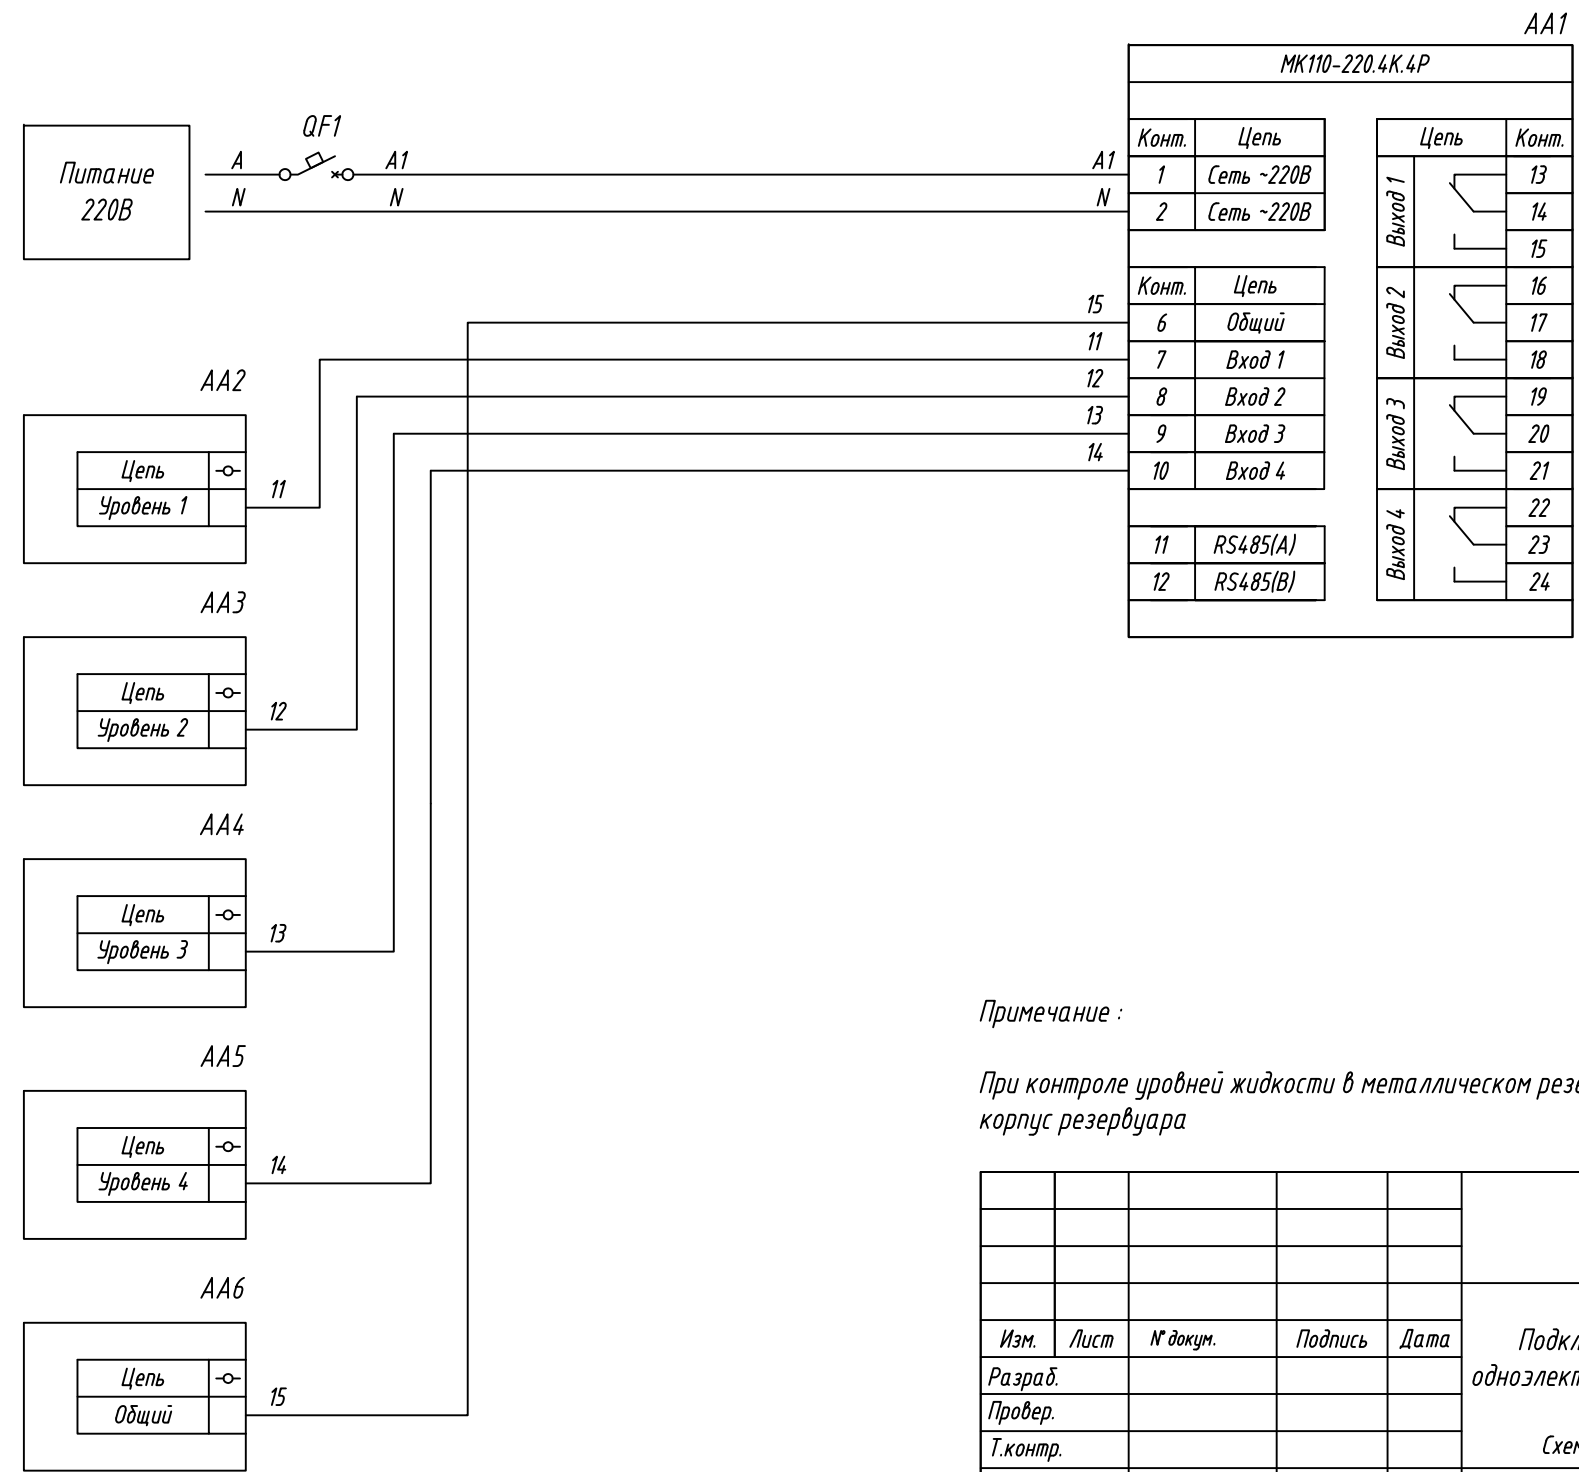 AA1
МК110-220.4К.4Р
QF1
Питание
220В
A
A1
A1
N
N
N
Конт. Цепь
1 Сеть ~220В
2 Сеть ~220В
Цепь Конт.
Выход 1
13
14
15
Выход 2
16
17
18
Выход 3
19
20
21
Выход 4
22
23
24
Конт. Цепь
15
6 Общий
11
7 Вход 1
12
8 Вход 2
13
9 Вход 3
14
10 Вход 4
11 RS485(A)
12 RS485(B)
AA2
Цепь
Уровень 1
11
AA3
Цепь
Уровень 2
12
AA4
Цепь
Уровень 3
13
AA5
Цепь
Уровень 4
14
AA6
Цепь
Общий
15
Примечание :
При контроле уровней жидкости в металлическом
корпус резервуара
Изм. Лист № докум. Подпись Дата
Разраб.
Провер.
Т.контр.